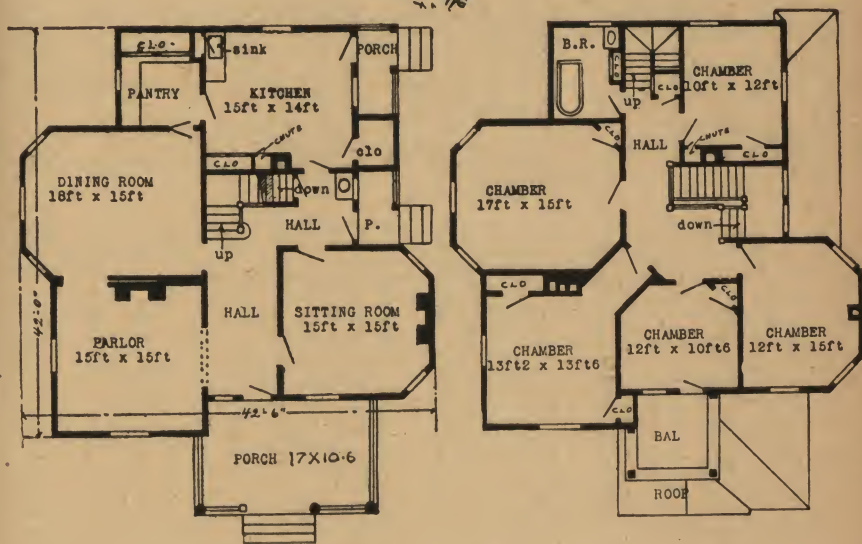 CLO.
sink
PORCH
PANTRY
KITCHEN
15ft x 14ft
CHUTE
CLO
clo
DINING ROOM
18ft x 15ft
down
HALL
P.
up
HALL
SITTING ROOM
15ft x 15ft
PARLOR
15ft x 15ft
42'-0"
42'-6"
PORCH 17X10-6
B.R.
CHAMBER
10ft x 12ft
up
CLO
HALL
CHUTE
CLO
CLO
CHAMBER
17ft x 15ft
down
CLO
CLO
CHAMBER
13ft2 x 13ft6
CHAMBER
12ft x 10ft6
CHAMBER
12ft x 15ft
CLO
BAL
ROOF